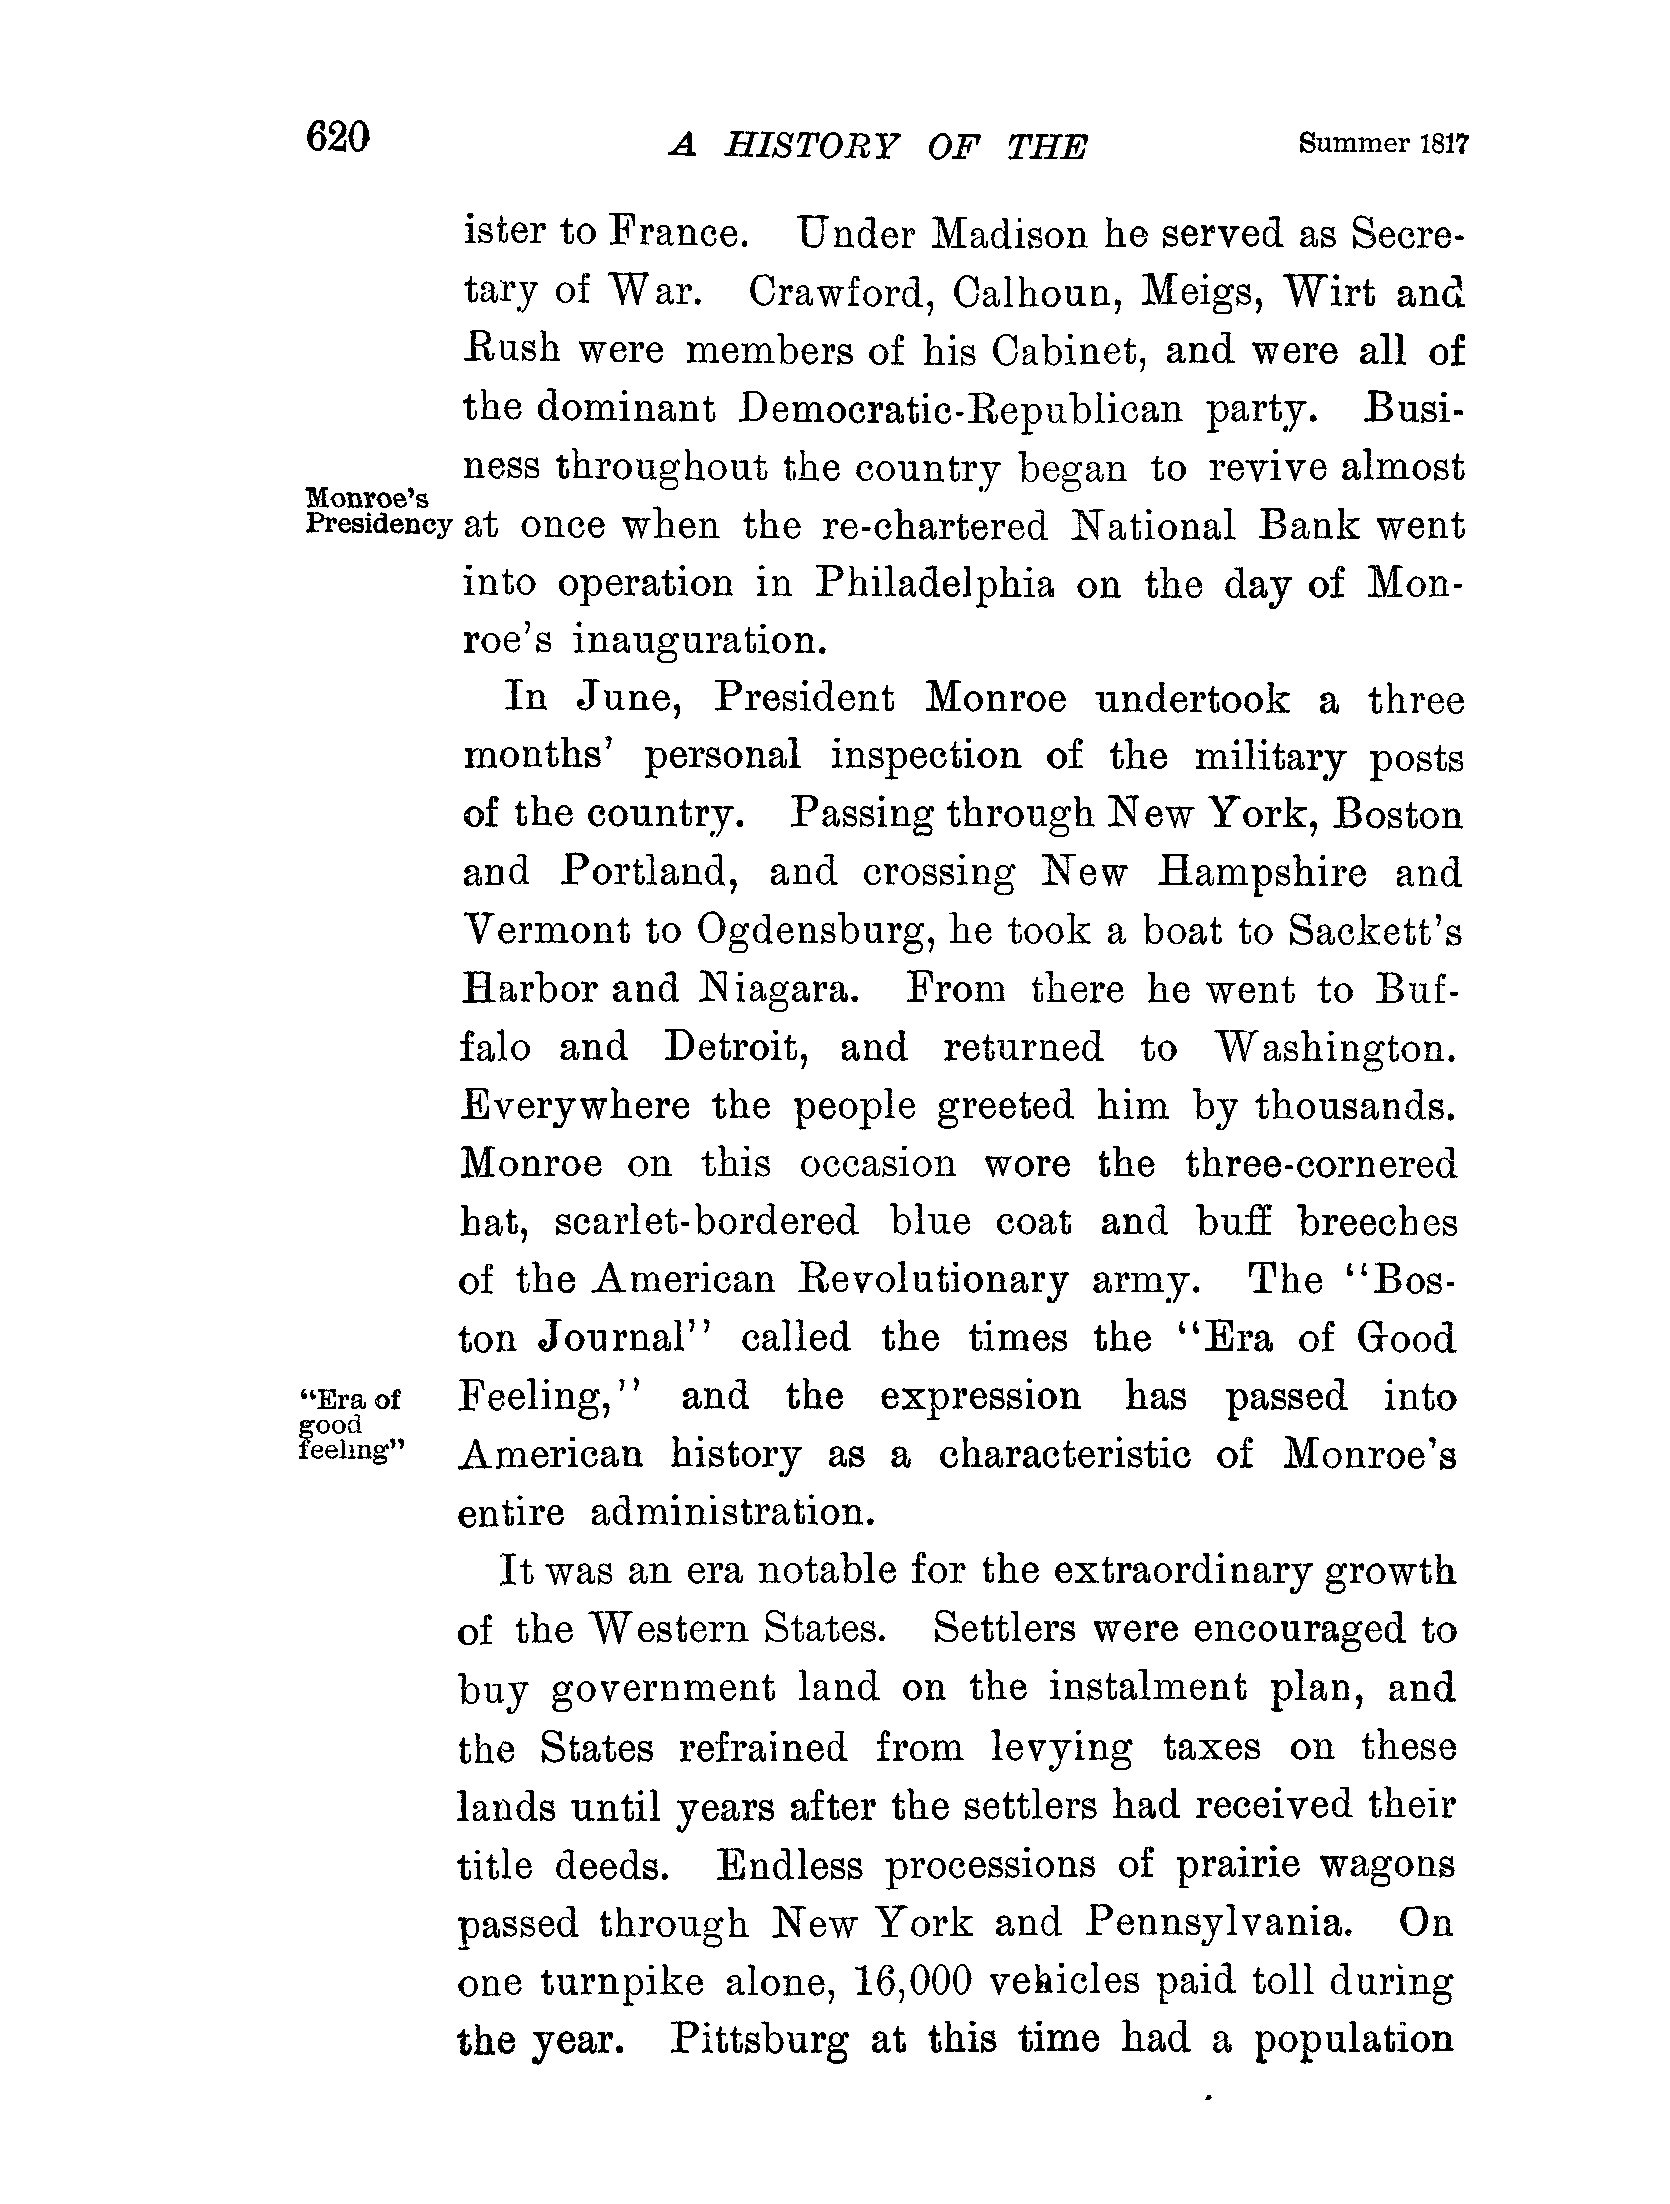 620 A HISTORY OF THE Summer 1817
ister to France. Under Madison he served as Secre-
tary of War. Crawford, Calhoun, Meigs, Wirt and
Rush were members of his Cabinet, and were all of
the dominant Democratic-Republican party. Busi-
ness throughout the country began to revive almost
Monroe's
Presidency
at once when the re-chartered National Bank went
into operation in Philadelphia on the day of Mon-
roe's inauguration.
In June, President Monroe undertook a three
months' personal inspection of the military posts
of the country. Passing through New York, Boston
and Portland, and crossing New Hampshire and
Vermont to Ogdensburg, he took a boat to Sackett's
Harbor and Niagara. From there he went to Buf-
falo and Detroit, and returned to Washington.
Everywhere the people greeted him by thousands.
Monroe on this occasion wore the three-cornered
hat, scarlet-bordered blue coat and buff breeches
of the American Revolutionary army. The “Bos-
ton Journal” called the times the “Era of Good
“Era of
good
feeling”
Feeling,” and the expression has passed into
American history as a characteristic of Monroe's
entire administration.
It was an era notable for the extraordinary growth
of the Western States. Settlers were encouraged to
buy government land on the instalment plan, and
the States refrained from levying taxes on these
lands until years after the settlers had received their
title deeds. Endless processions of prairie wagons
passed through New York and Pennsylvania. On
one turnpike alone, 16,000 vehicles paid toll during
the year. Pittsburg at this time had a population